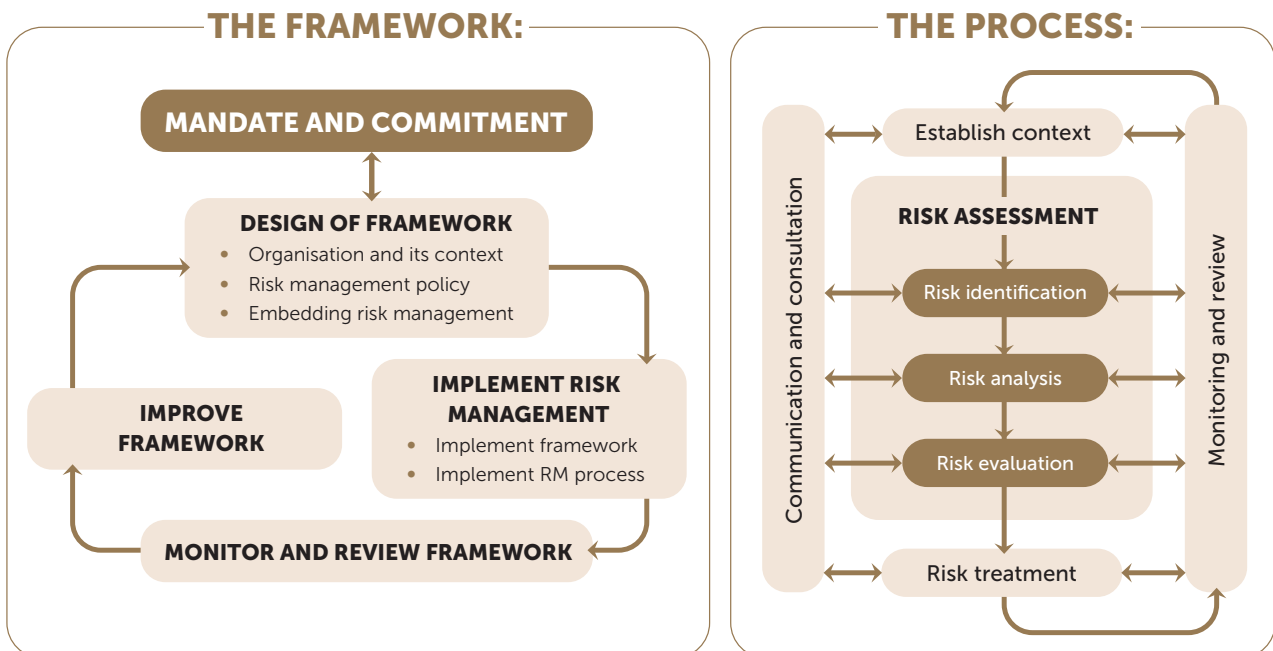 THE FRAMEWORK:
MANDATE AND COMMITMENT
DESIGN OF FRAMEWORK
• Organisation and its context
• Risk management policy
• Embedding risk management
IMPLEMENT RISK
MANAGEMENT
• Implement framework
• Implement RM process
IMPROVE
FRAMEWORK
MONITOR AND REVIEW FRAMEWORK
THE PROCESS:
Communication and consultation
Establish context
RISK ASSESSMENT
Risk identification
Risk analysis
Risk evaluation
Risk treatment
Monitoring and review